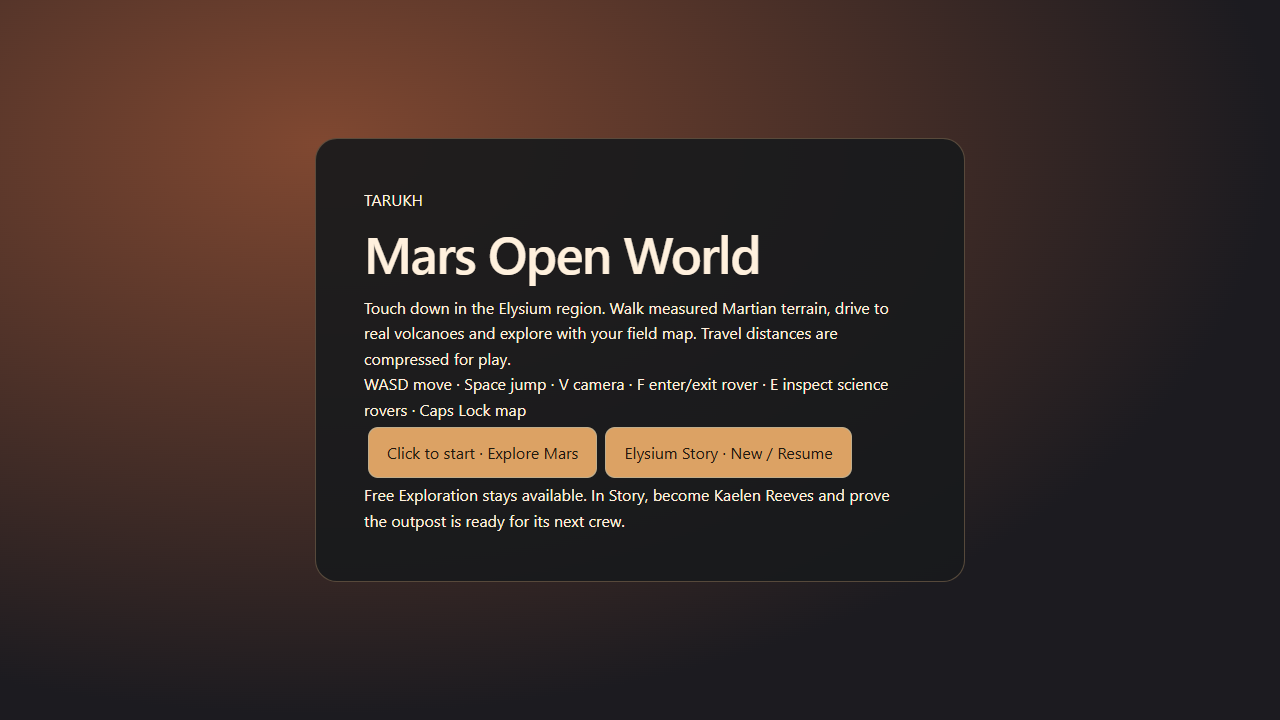 TARUKH
Mars Open World
Touch down in the Elysium region. Walk measured Martian terrain, drive to
real volcanoes and explore with your field map. Travel distances are
compressed for play.
WASD move · Space jump · V camera · F enter/exit rover · E inspect science
rovers · Caps Lock map
Click to start · Explore Mars
Elysium Story · New / Resume
Free Exploration stays available. In Story, become Kaelen Reeves and prove
the outpost is ready for its next crew.